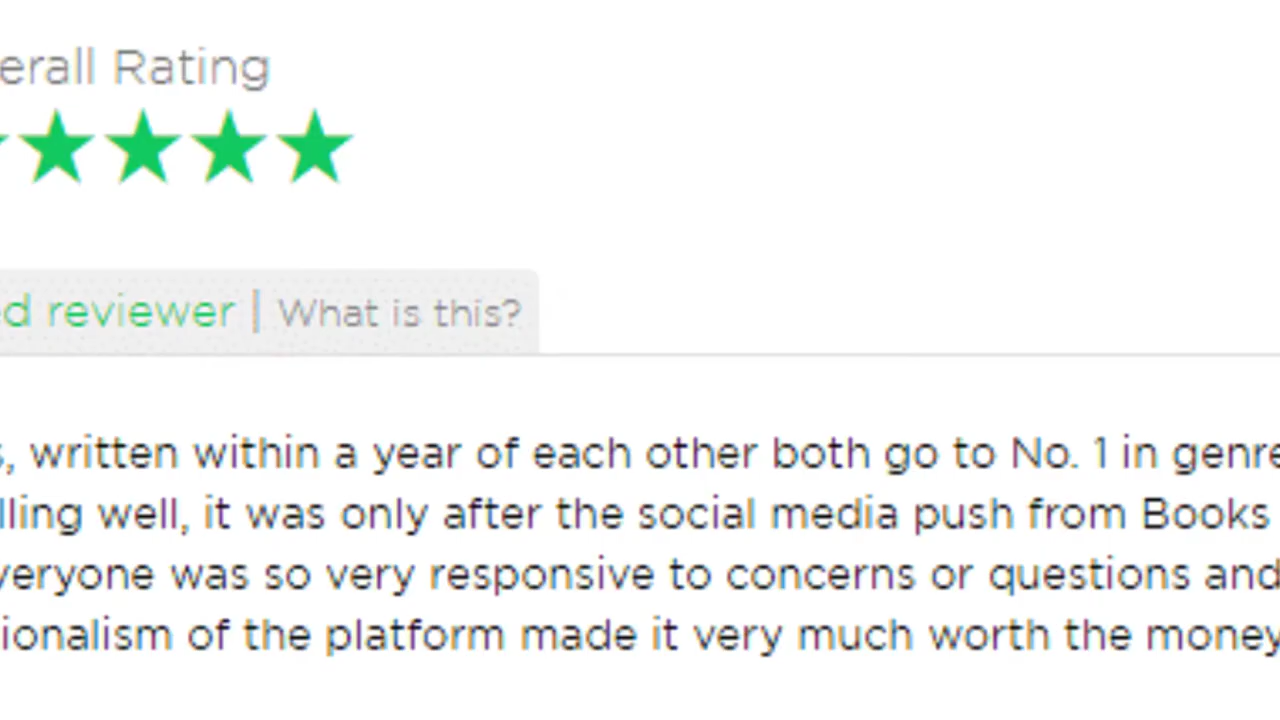 erall Rating
d reviewer | What is this?
, written within a year of each other both go to No. 1 in genre
lling well, it was only after the social media push from Books
veryone was so very responsive to concerns or questions and
ionalism of the platform made it very much worth the money